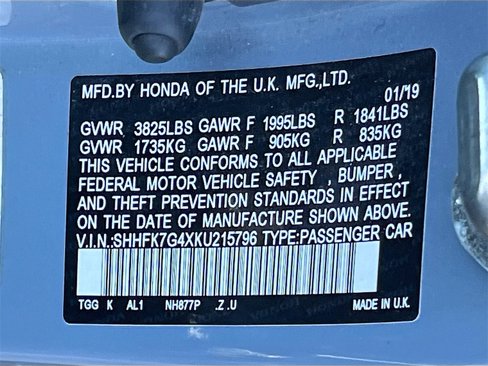 MFD.BY HONDA OF THE U.K. MFG.,LTD.
01/19
GVWR 3825LBS GAWR F 1995LBS R 1841LBS
GVWR 1735KG GAWR F 905KG R 835KG
THIS VEHICLE CONFORMS TO ALL APPLICABLE
FEDERAL MOTOR VEHICLE SAFETY , BUMPER ,
AND THEFT PREVENTION STANDARDS IN EFFECT
ON THE DATE OF MANUFACTURE SHOWN ABOVE.
V.I.N.:SHHFK7G4XKU215796 TYPE:PASSENGER CAR
TGG K AL1 NH877P .Z .U MADE IN U.K.